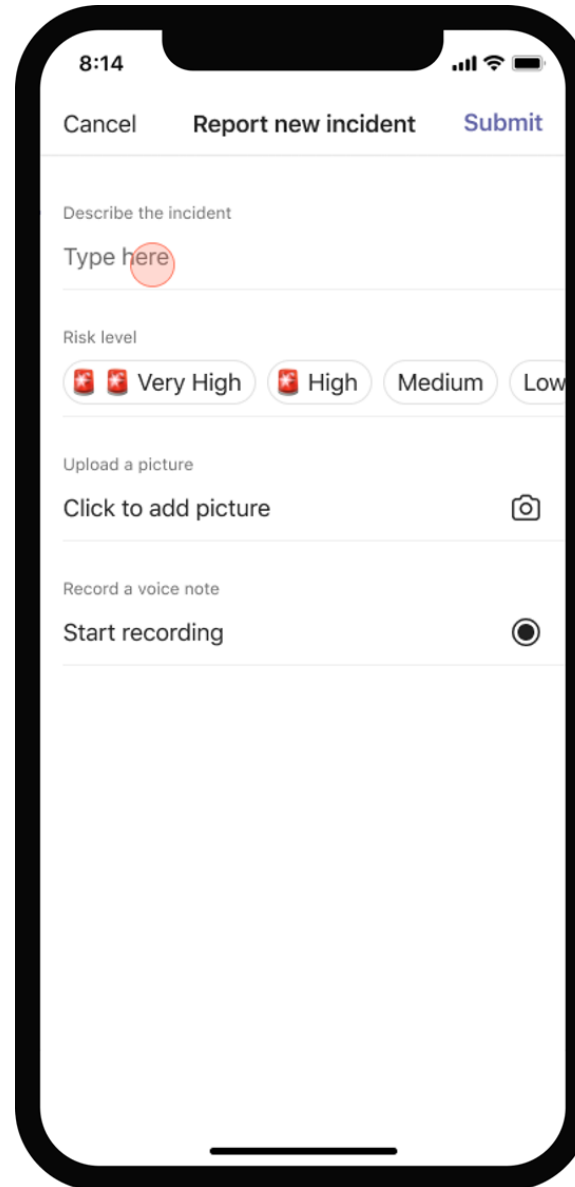 8:14
Cancel Report new incident Submit
Describe the incident
Type here
Risk level
🚨 🚨 Very High 🚨 High Medium Low
Upload a picture
Click to add picture
Record a voice note
Start recording